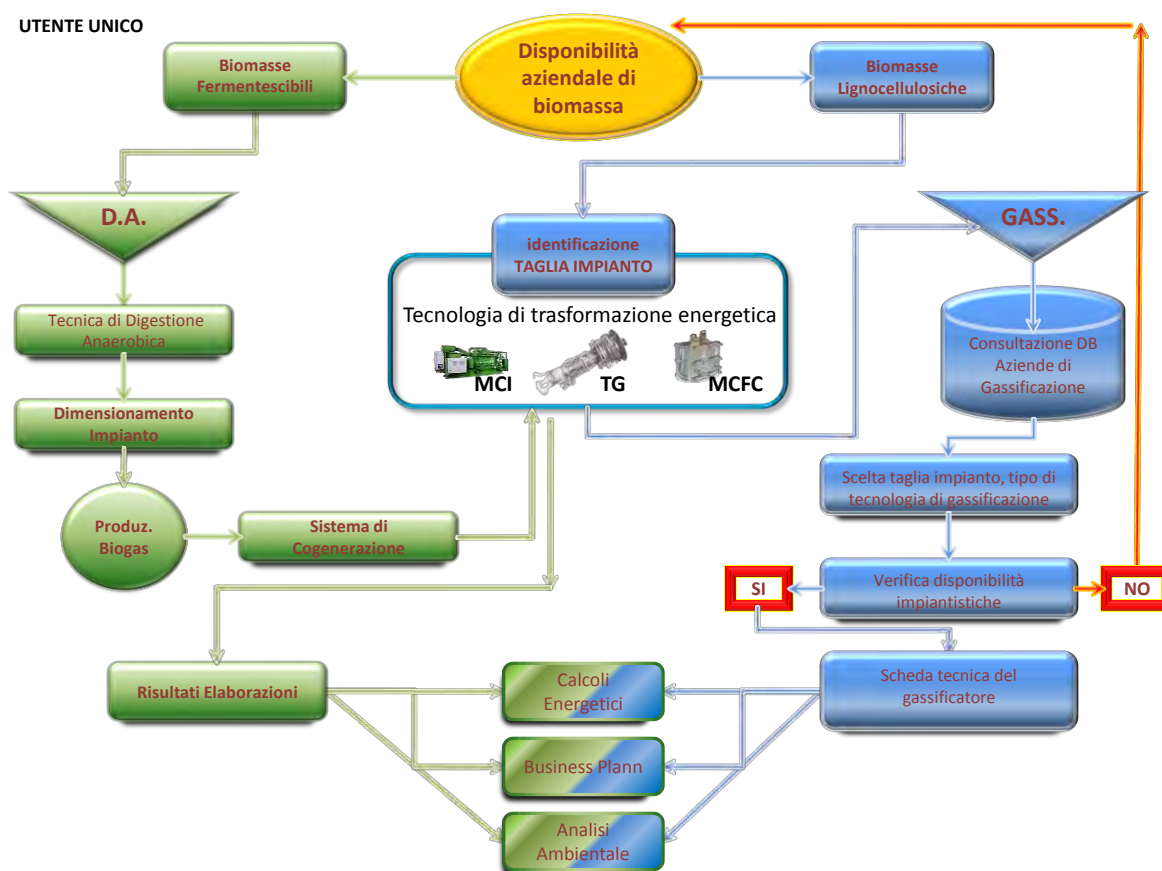 UTENTE UNICO
Disponibilità
aziendale di
biomassa
Biomasse
Fermentescibili
Biomasse
Lignocellulosiche
D.A.
GASS.
identificazione
TAGLIA IMPIANTO
Tecnologia di trasformazione energetica
MCI
TG
MCFC
Tecnica di Digestione
Anaerobica
Consultazione DB
Aziende di
Gassificazione
Dimensionamento
Impianto
Scelta taglia impianto, tipo di
tecnologia di gassificazione
Produz.
Biogas
Sistema di
Cogenerazione
SI
Verifica disponibilità
impiantistiche
NO
Risultati Elaborazioni
Calcoli
Energetici
Scheda tecnica del
gassificatore
Business Plann
Analisi
Ambientale